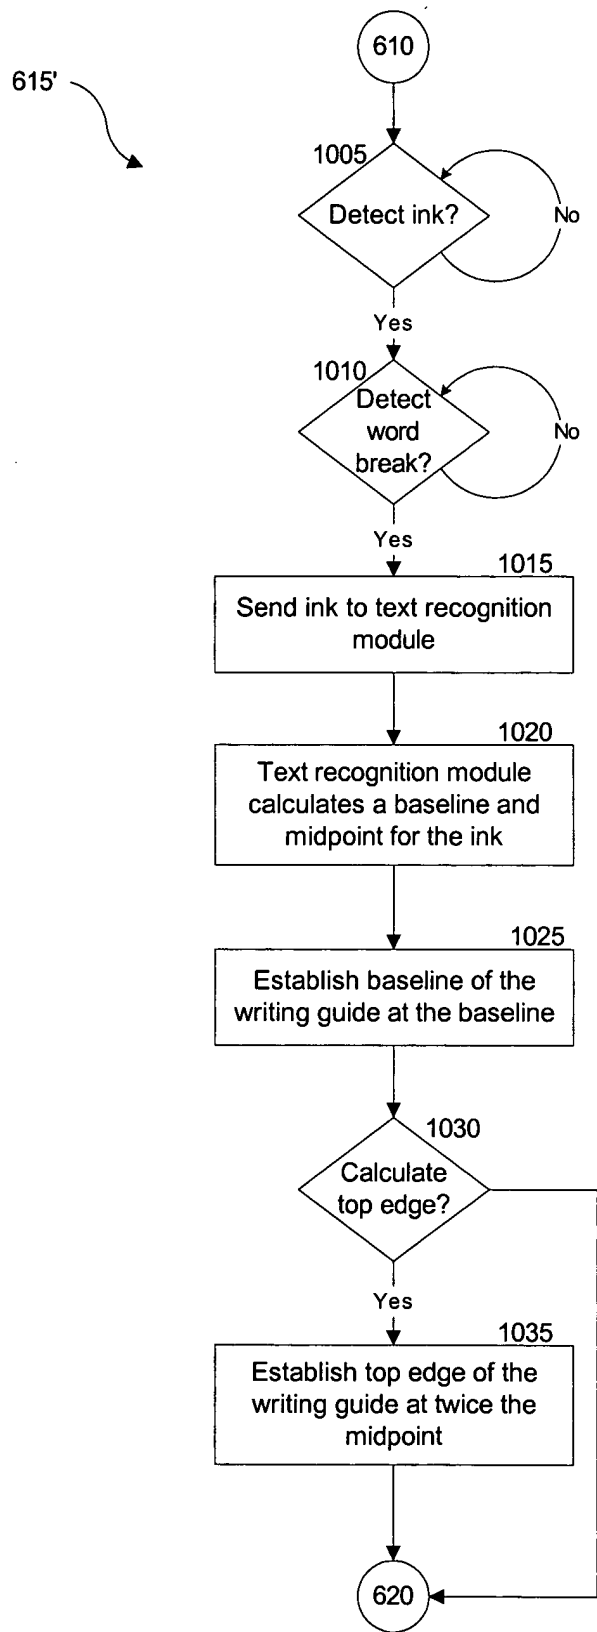 610
615'
1005
Detect ink?
No
Yes
1010
Detect
word
break?
No
Yes
1015
Send ink to text recognition
module
1020
Text recognition module
calculates a baseline and
midpoint for the ink
1025
Establish baseline of the
writing guide at the baseline
1030
Calculate
top edge?
Yes
1035
Establish top edge of the
writing guide at twice the
midpoint
620